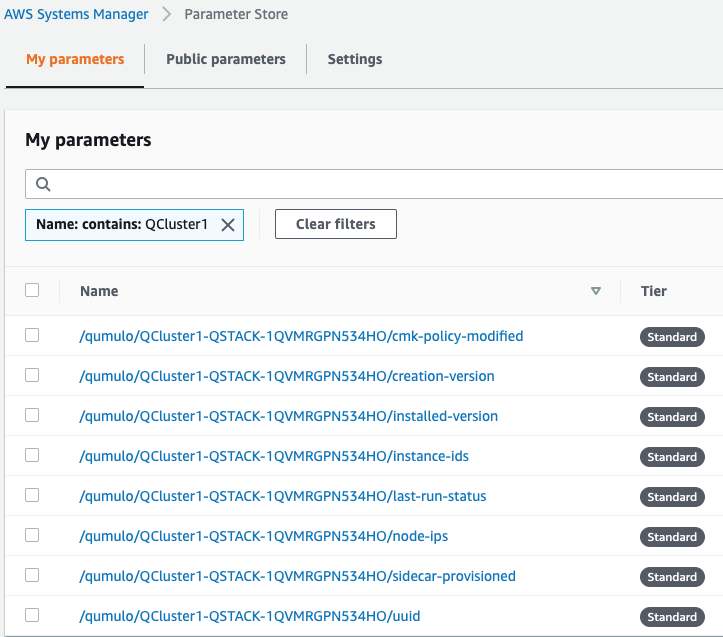 AWS Systems Manager > Parameter Store
My parameters Public parameters Settings
My parameters
Name: contains: QCluster1 Clear filters
Name Tier
/qumulo/QCluster1-QSTACK-1QVMRGPN534HO/cmk-policy-modified Standard
/qumulo/QCluster1-QSTACK-1QVMRGPN534HO/creation-version Standard
/qumulo/QCluster1-QSTACK-1QVMRGPN534HO/installed-version Standard
/qumulo/QCluster1-QSTACK-1QVMRGPN534HO/instance-ids Standard
/qumulo/QCluster1-QSTACK-1QVMRGPN534HO/last-run-status Standard
/qumulo/QCluster1-QSTACK-1QVMRGPN534HO/node-ips Standard
/qumulo/QCluster1-QSTACK-1QVMRGPN534HO/sidecar-provisioned Standard
/qumulo/QCluster1-QSTACK-1QVMRGPN534HO/uuid Standard